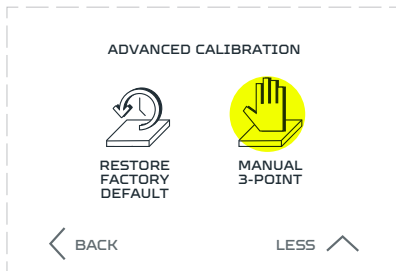 ADVANCED CALIBRATION
RESTORE
FACTORY
DEFAULT
MANUAL
3-POINT
BACK
LESS